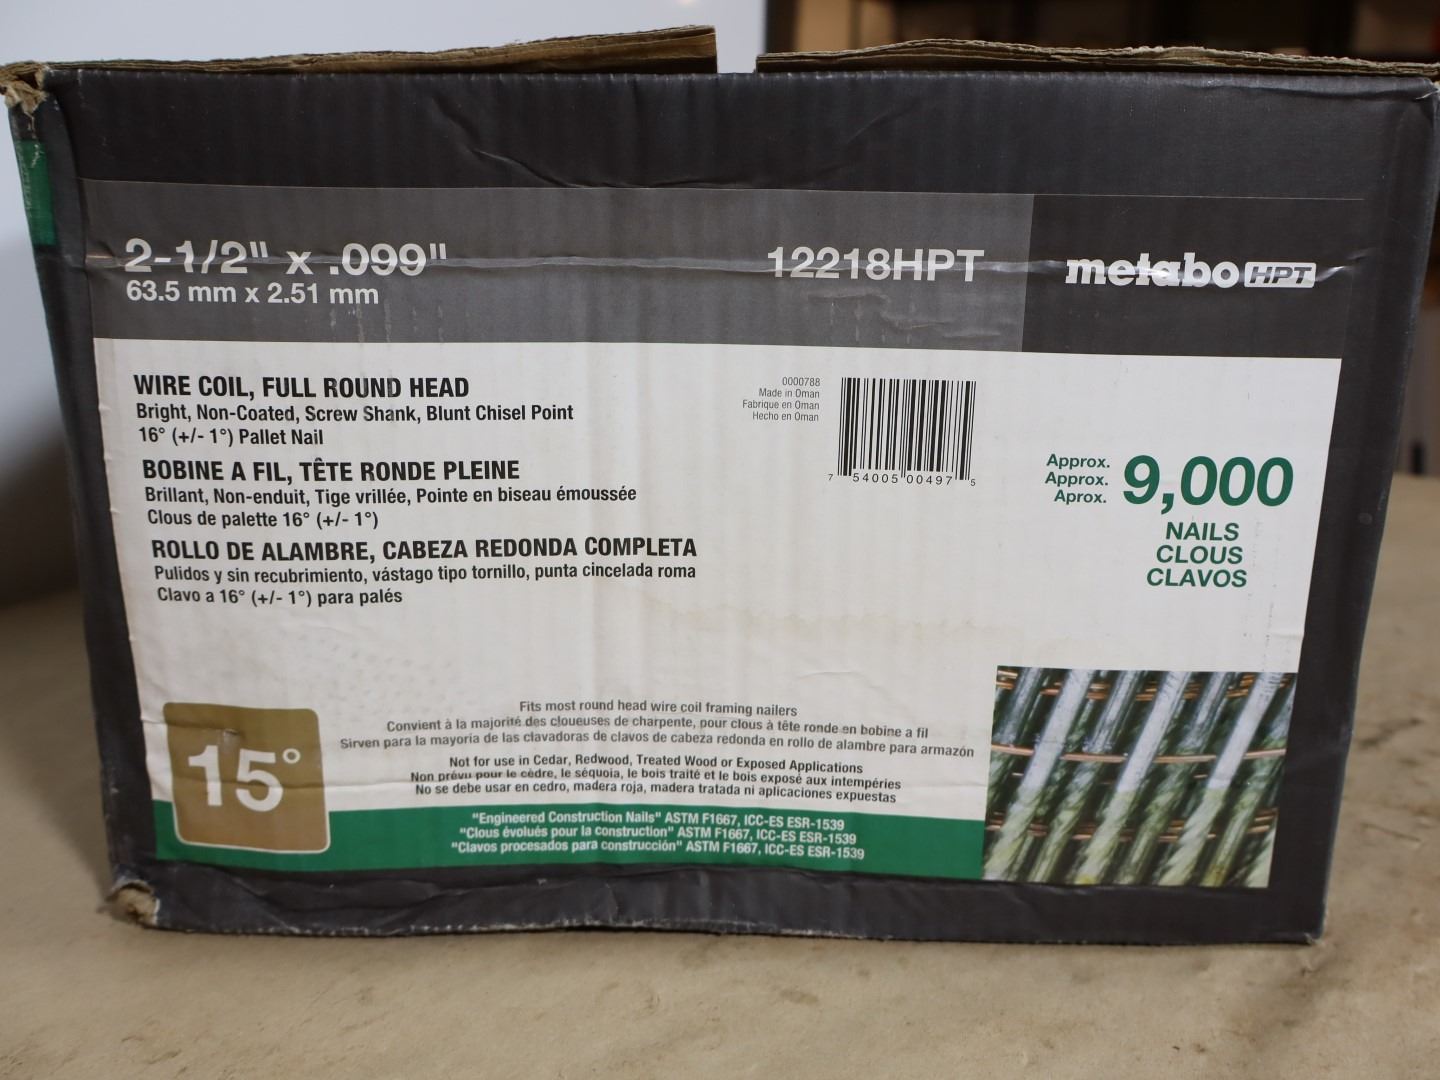 2-1/2" x .099"
63.5 mm x 2.51 mm
12218HPT
metabo HPT
WIRE COIL, FULL ROUND HEAD
Bright, Non-Coated, Screw Shank, Blunt Chisel Point
16° (+/- 1°) Pallet Nail
BOBINE A FIL, TÊTE RONDE PLEINE
Brillant, Non-enduit, Tige vrillée, Pointe en biseau émoussée
Clous de palette 16° (+/- 1°)
ROLLO DE ALAMBRE, CABEZA REDONDA COMPLETA
Pulidos y sin recubrimiento, vástago tipo tornillo, punta cincelada roma
Clavo a 16° (+/- 1°) para palés
0000788
Made in Oman
Fabrique en Oman
Hecho en Oman
7 54005 00497 5
Approx.
Approx.
Aprox.
9,000
NAILS
CLOUS
CLAVOS
15°
Fits most round head wire coil framing nailers
Convient à la majorité des cloueuses de charpente, pour clous à tête ronde en bobine a fil
Sirven para la mayoria de las clavadoras de clavos de cabeza redonda en rollo de alambre para armazón
Not for use in Cedar, Redwood, Treated Wood or Exposed Applications
Non prévu pour le cèdre, le séquoia, le bois traité et le bois exposé aux intempéries
No se debe usar en cedro, madera roja, madera tratada ni aplicaciones expuestas
"Engineered Construction Nails" ASTM F1667, ICC-ES ESR-1539
"Clous évolués pour la construction" ASTM F1667, ICC-ES ESR-1539
"Clavos procesados para construcción" ASTM F1667, ICC-ES ESR-1539